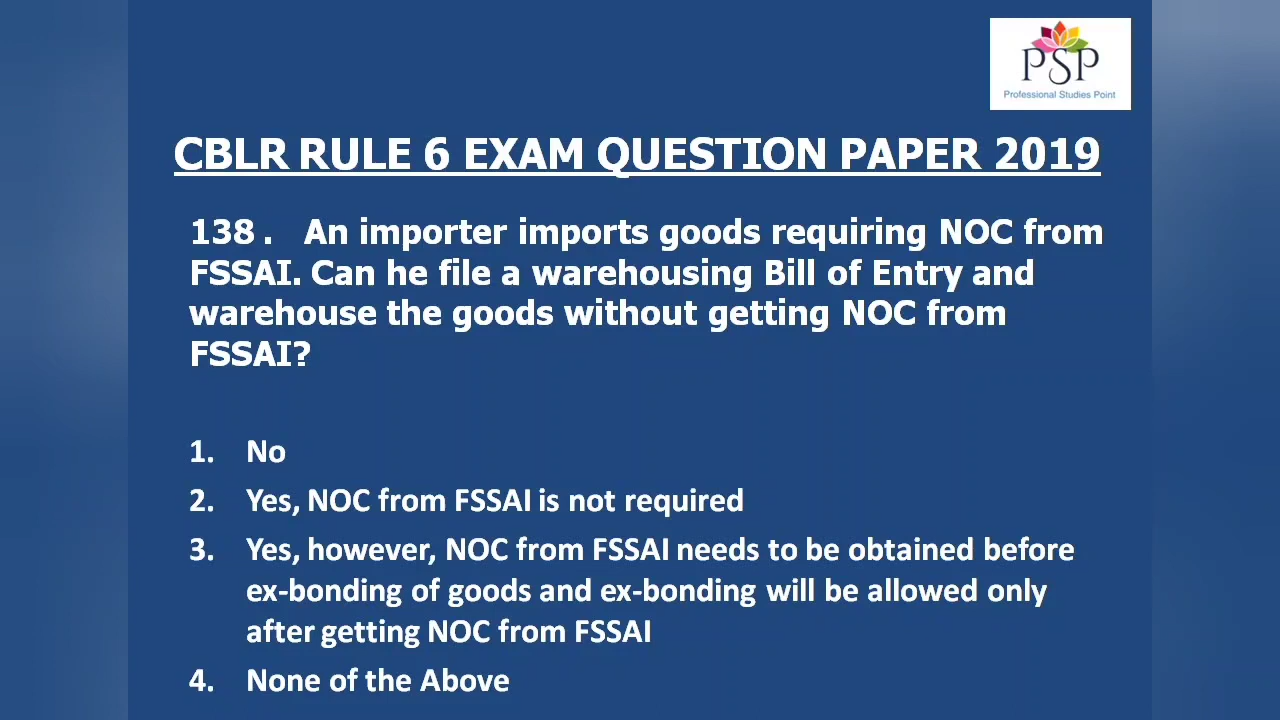 PSP
Professional Studies Point
CBLR RULE 6 EXAM QUESTION PAPER 2019
138 . An importer imports goods requiring NOC from
FSSAI. Can he file a warehousing Bill of Entry and
warehouse the goods without getting NOC from
FSSAI?
1. No
2. Yes, NOC from FSSAI is not required
3. Yes, however, NOC from FSSAI needs to be obtained before
ex-bonding of goods and ex-bonding will be allowed only
after getting NOC from FSSAI
4. None of the Above